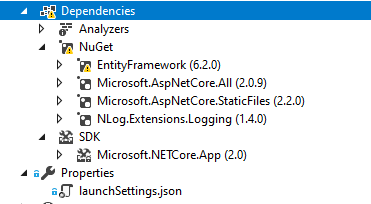 Dependencies
Analyzers
NuGet
EntityFramework (6.2.0)
Microsoft.AspNetCore.All (2.0.9)
Microsoft.AspNetCore.StaticFiles (2.2.0)
NLog.Extensions.Logging (1.4.0)
SDK
Microsoft.NETCore.App (2.0)
Properties
launchSettings.json